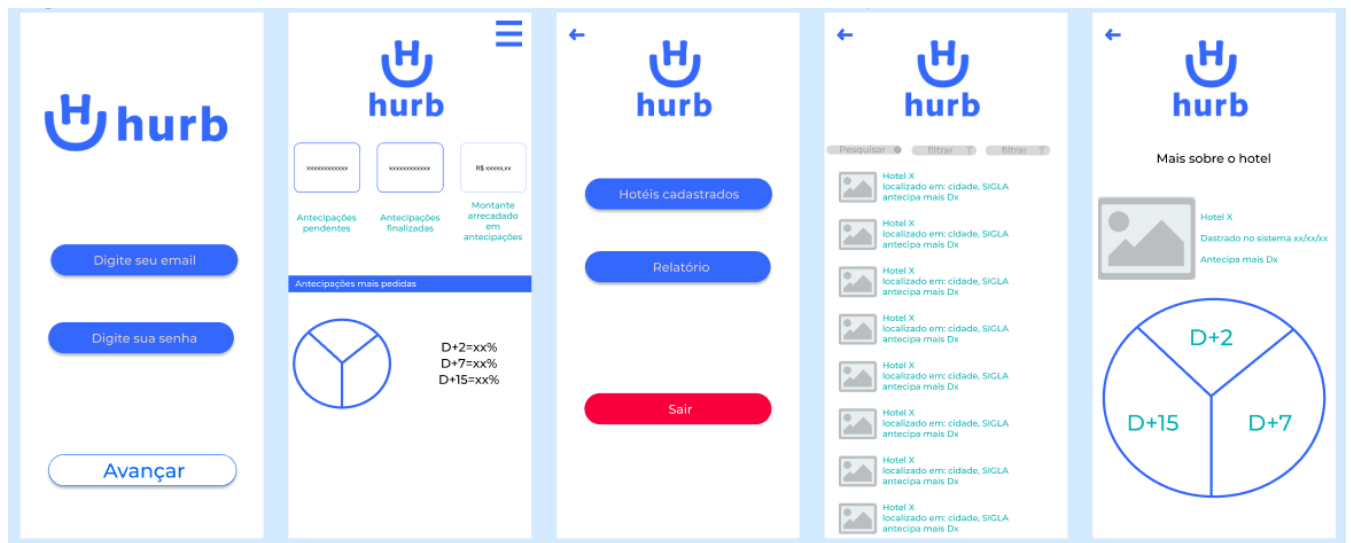 H
hurb
Digite seu email
Digite sua senha
Avançar
H
hurb
xxxxxxxxxxxx
xxxxxxxxxxxx
R$ xxxxx,xx
Antecipações
pendentes
Antecipações
finalizadas
Montante
arrecadado
em
antecipações
Antecipações mais pedidas
D+2=xx%
D+7=xx%
D+15=xx%
H
hurb
Hotéis cadastrados
Relatório
Sair
H
hurb
Pesquisar
filtrar
filtrar
Hotel X
localizado em: cidade, SIGLA
antecipa mais Dx
Hotel X
localizado em: cidade, SIGLA
antecipa mais Dx
Hotel X
localizado em: cidade, SIGLA
antecipa mais Dx
Hotel X
localizado em: cidade, SIGLA
antecipa mais Dx
Hotel X
localizado em: cidade, SIGLA
antecipa mais Dx
Hotel X
localizado em: cidade, SIGLA
antecipa mais Dx
Hotel X
localizado em: cidade, SIGLA
antecipa mais Dx
Hotel X
localizado em: cidade, SIGLA
antecipa mais Dx
H
hurb
Mais sobre o hotel
Hotel X
Dastrado no sistema xx/xx/xx
Antecipa mais Dx
D+2
D+15
D+7